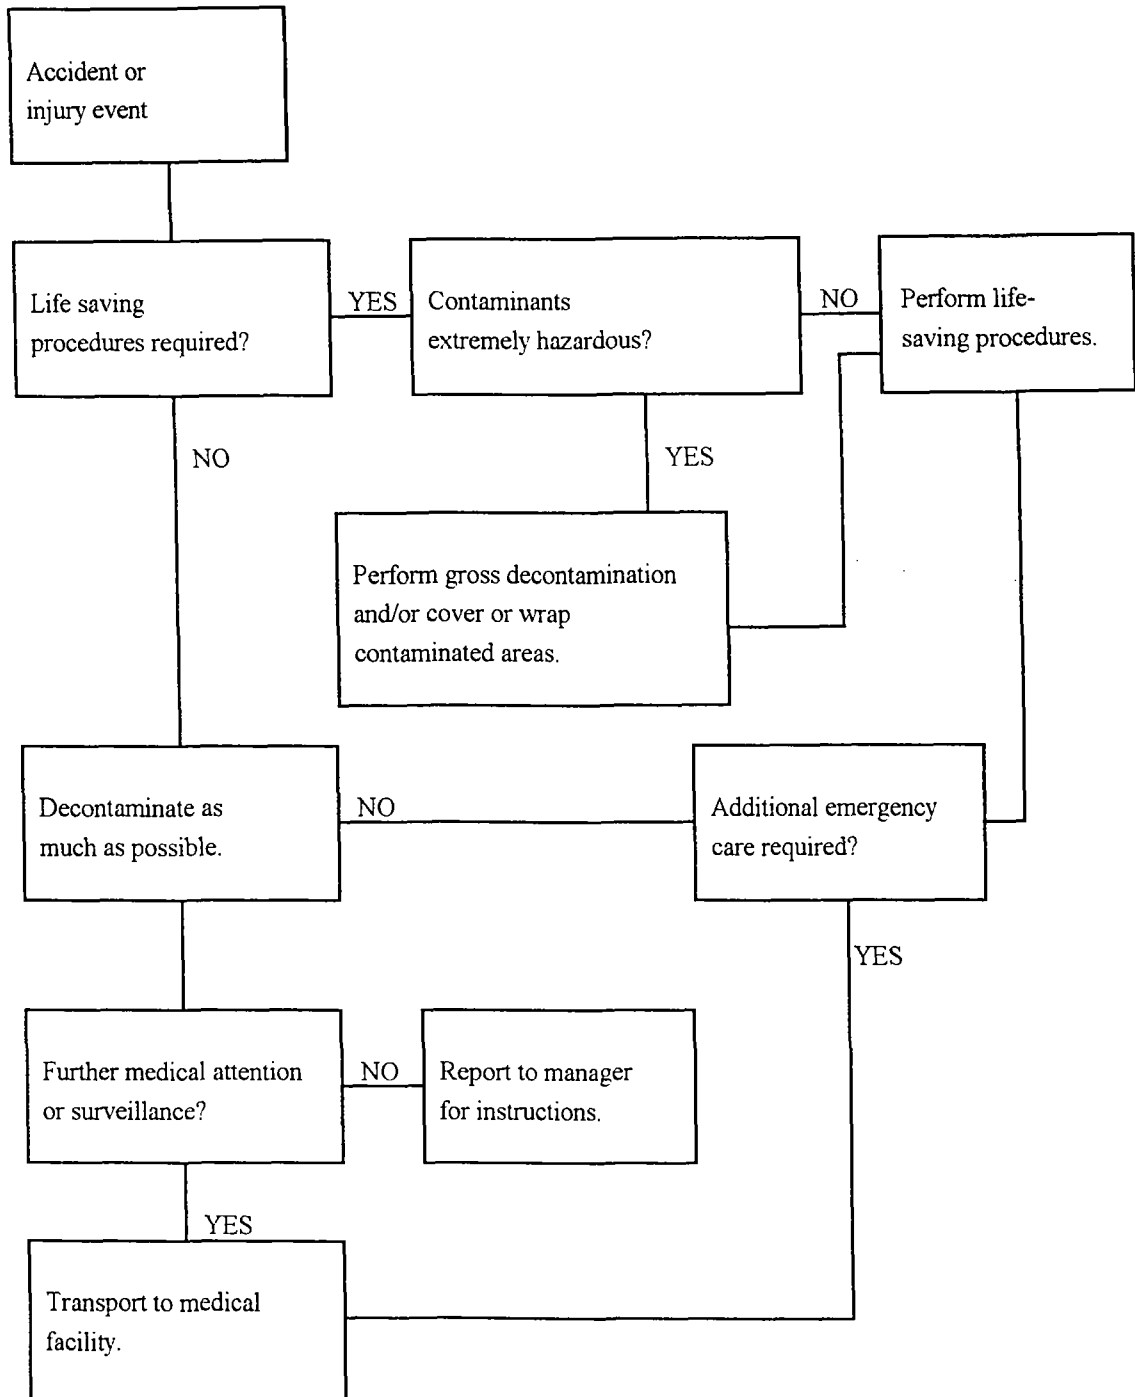 Accident or
injury event
Life saving
procedures required?
YES
Contaminants
extremely hazardous?
NO
Perform life-
saving procedures.
NO
YES
Perform gross decontamination
and/or cover or wrap
contaminated areas.
Decontaminate as
much as possible.
NO
Additional emergency
care required?
YES
Further medical attention
or surveillance?
NO
Report to manager
for instructions.
YES
Transport to medical
facility.